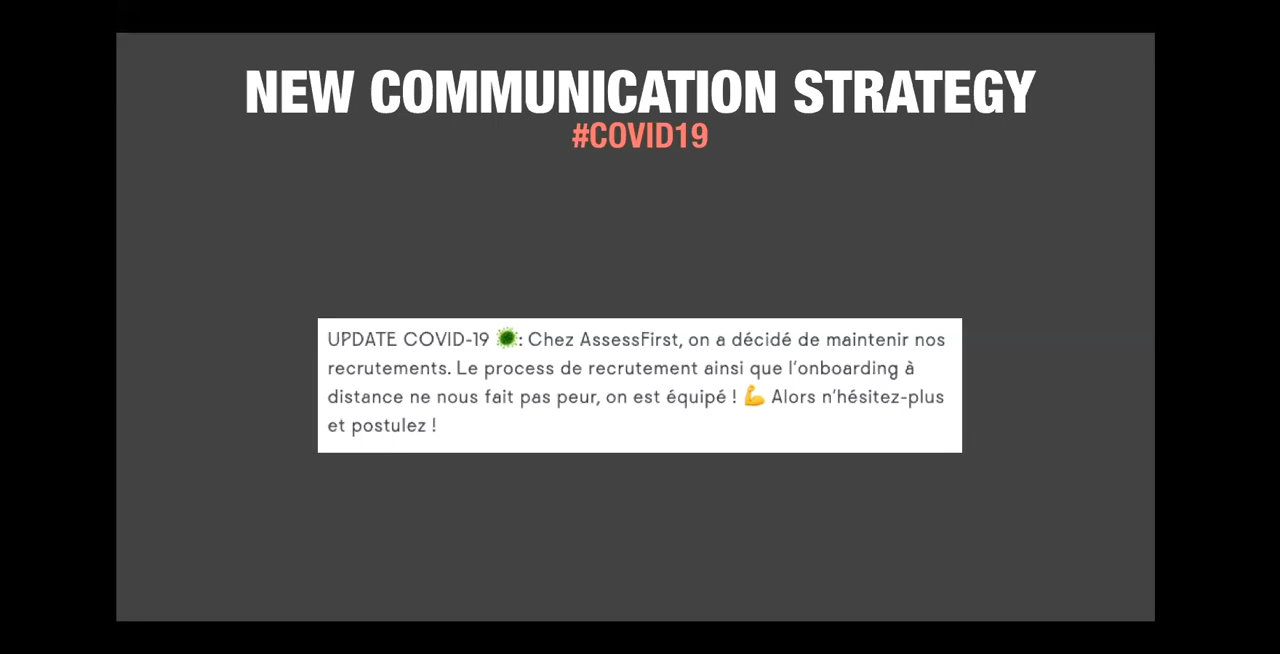 NEW COMMUNICATION STRATEGY
#COVID19
UPDATE COVID-19 🦠: Chez AssessFirst, on a décidé de maintenir nos
recrutements. Le process de recrutement ainsi que l'onboarding à
distance ne nous fait pas peur, on est équipé ! 💪 Alors n'hésitez-plus
et postulez !